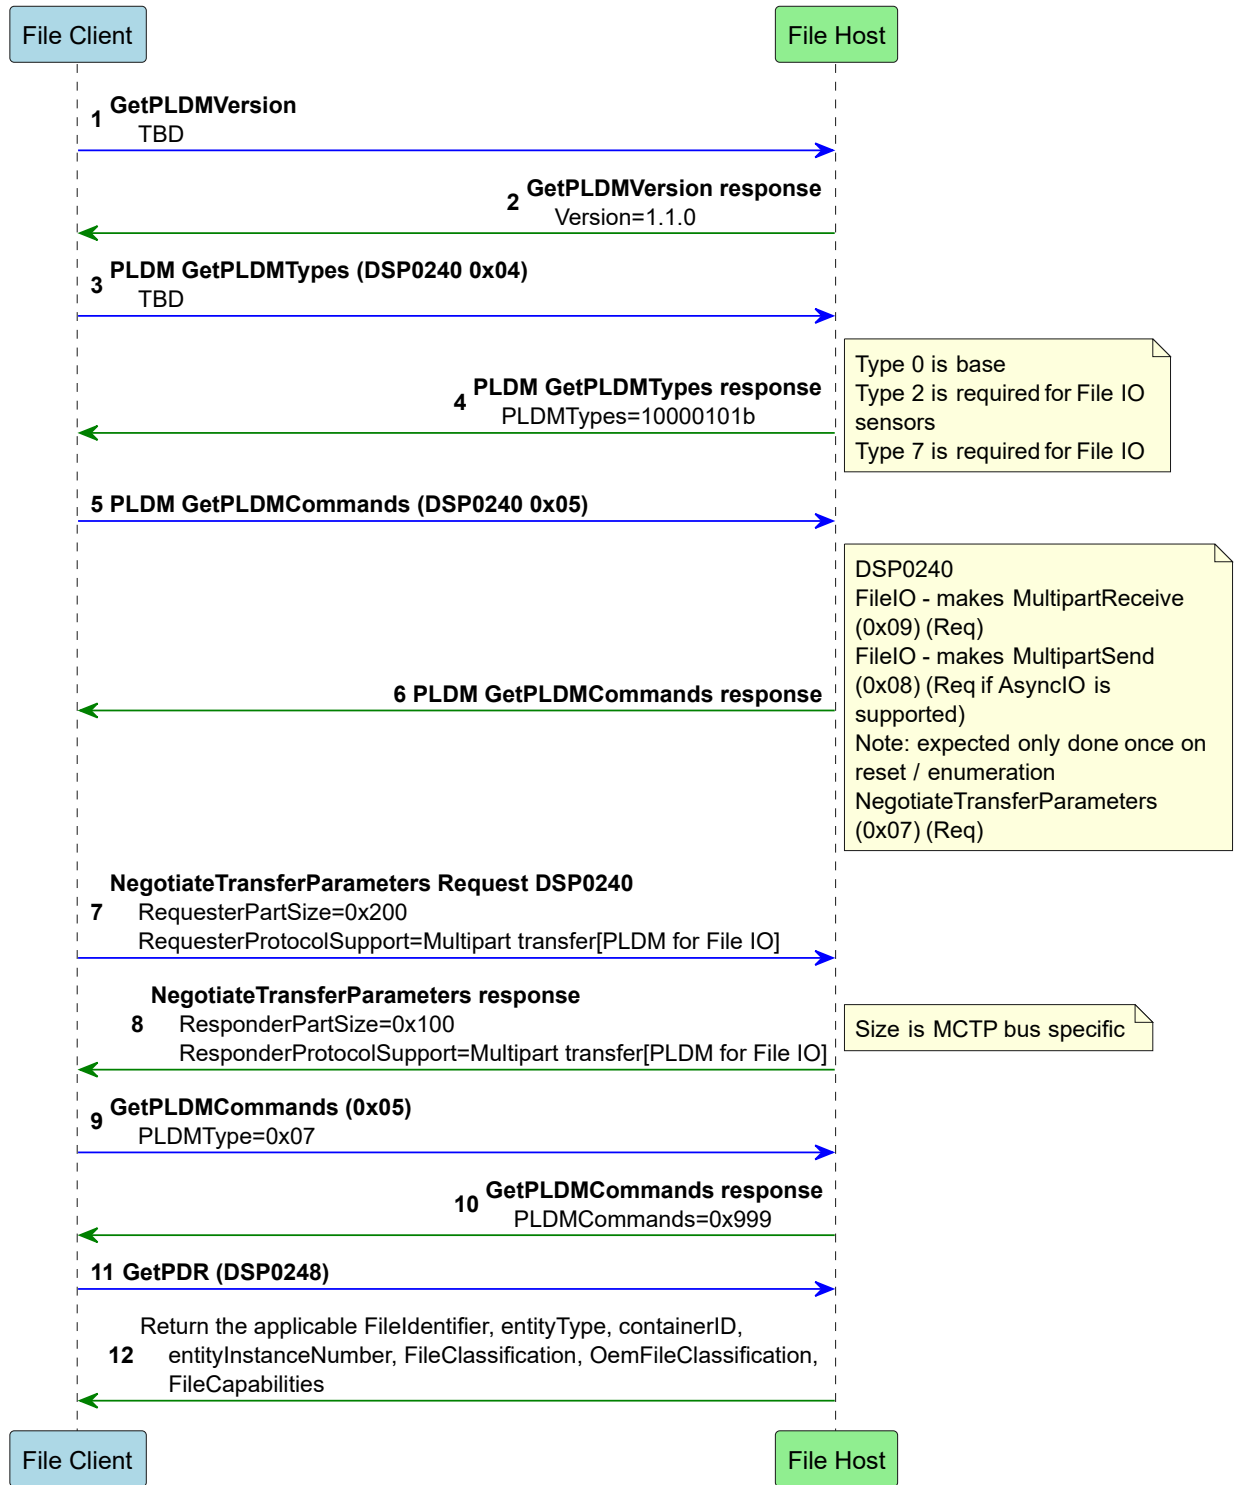 File Client
File Host
1 GetPLDMVersion
TBD
2 GetPLDMVersion response
Version=1.1.0
3 PLDM GetPLDMTypes (DSP0240 0x04)
TBD
4 PLDM GetPLDMTypes response
PLDMTypes=10000101b
Type 0 is base
Type 2 is required for File IO
sensors
Type 7 is required for File IO
5 PLDM GetPLDMCommands (DSP0240 0x05)
6 PLDM GetPLDMCommands response
DSP0240
FileIO - makes MultipartReceive
(0x09) (Req)
FileIO - makes MultipartSend
(0x08) (Req if AsyncIO is
supported)
Note: expected only done once on
reset / enumeration
NegotiateTransferParameters
(0x07) (Req)
NegotiateTransferParameters Request DSP0240
7 RequesterPartSize=0x200
RequesterProtocolSupport=Multipart transfer[PLDM for File IO]
NegotiateTransferParameters response
8 ResponderPartSize=0x100
ResponderProtocolSupport=Multipart transfer[PLDM for File IO]
Size is MCTP bus specific
9 GetPLDMCommands (0x05)
PLDMType=0x07
10 GetPLDMCommands response
PLDMCommands=0x999
11 GetPDR (DSP0248)
Return the applicable FileIdentifier, entityType, containerID,
12 entityInstanceNumber, FileClassification, OemFileClassification,
FileCapabilities
File Client
File Host